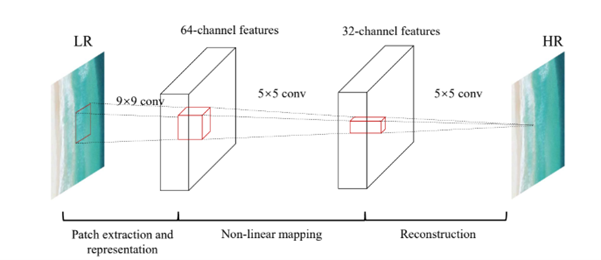 64-channel features
32-channel features
LR
HR
9×9 conv
5×5 conv
5×5 conv
Patch extraction and
representation
Non-linear mapping
Reconstruction